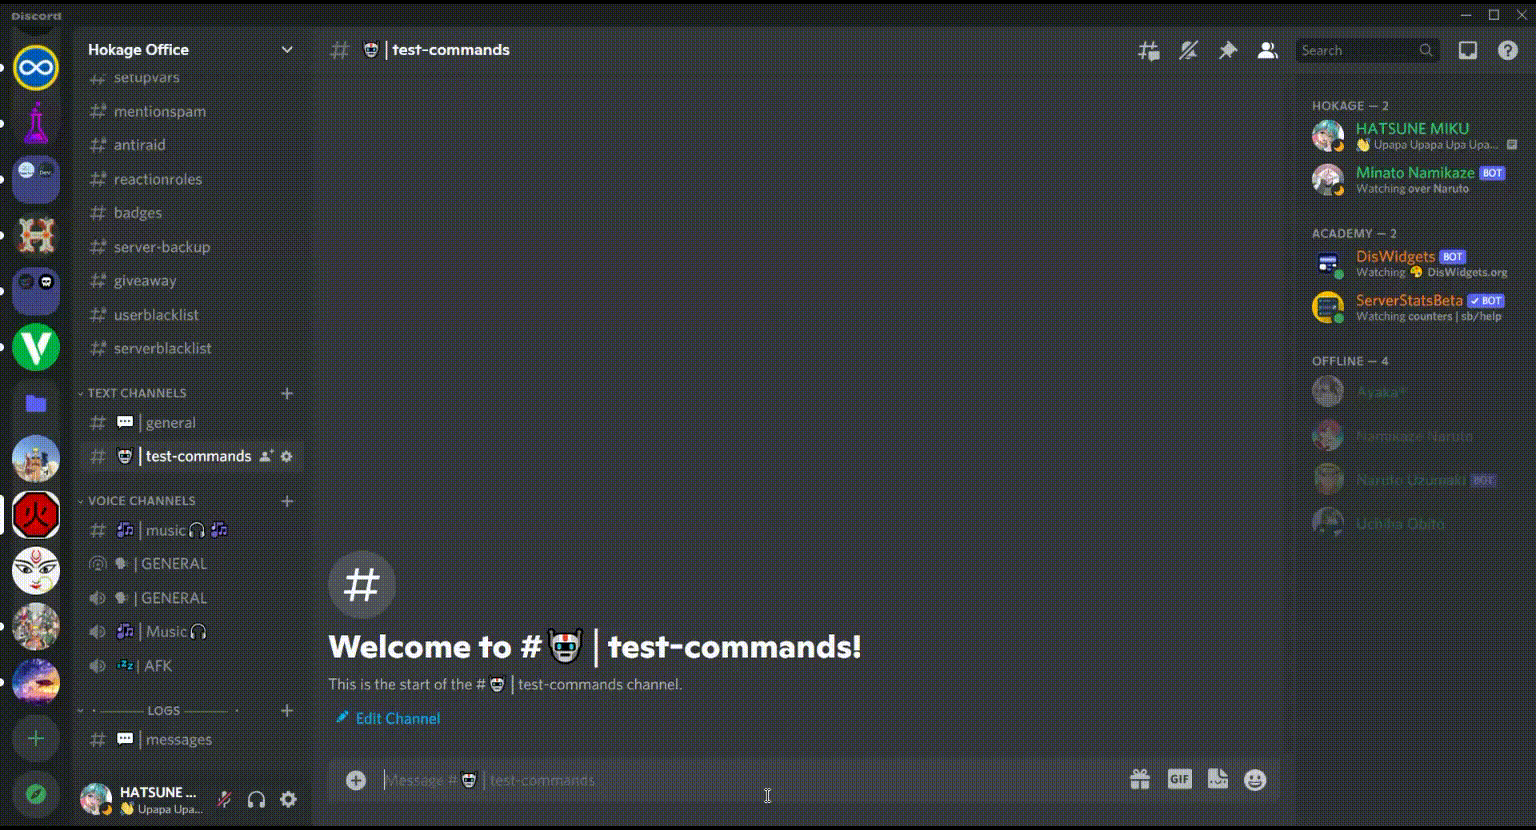 Discord
Hokage Office
setupvars
mentionspam
antiraid
reactionroles
badges
server-backup
giveaway
userblacklist
serverblacklist
TEXT CHANNELS
| general
| test-commands
VOICE CHANNELS
| music
| GENERAL
| GENERAL
| Music
| AFK
LOGS
| messages
HATSUNE ...
Upapa Upa...
# | test-commands
Welcome to # | test-commands!
This is the start of the # | test-commands channel.
Edit Channel
Message # | test-commands
GIF
Search
HOKAGE — 2
HATSUNE MIKU
Upapa Upapa Upa Upa...
Minato Namikaze BOT
Watching over Naruto
ACADEMY — 2
DisWidgets BOT
Watching DisWidgets.org
ServerStatsBeta ✓ BOT
Watching counters | sb/help
OFFLINE — 4
Ayaka*
Namikaze Naruto
Naruto Uzumaki BOT
Uchiha Obito
火